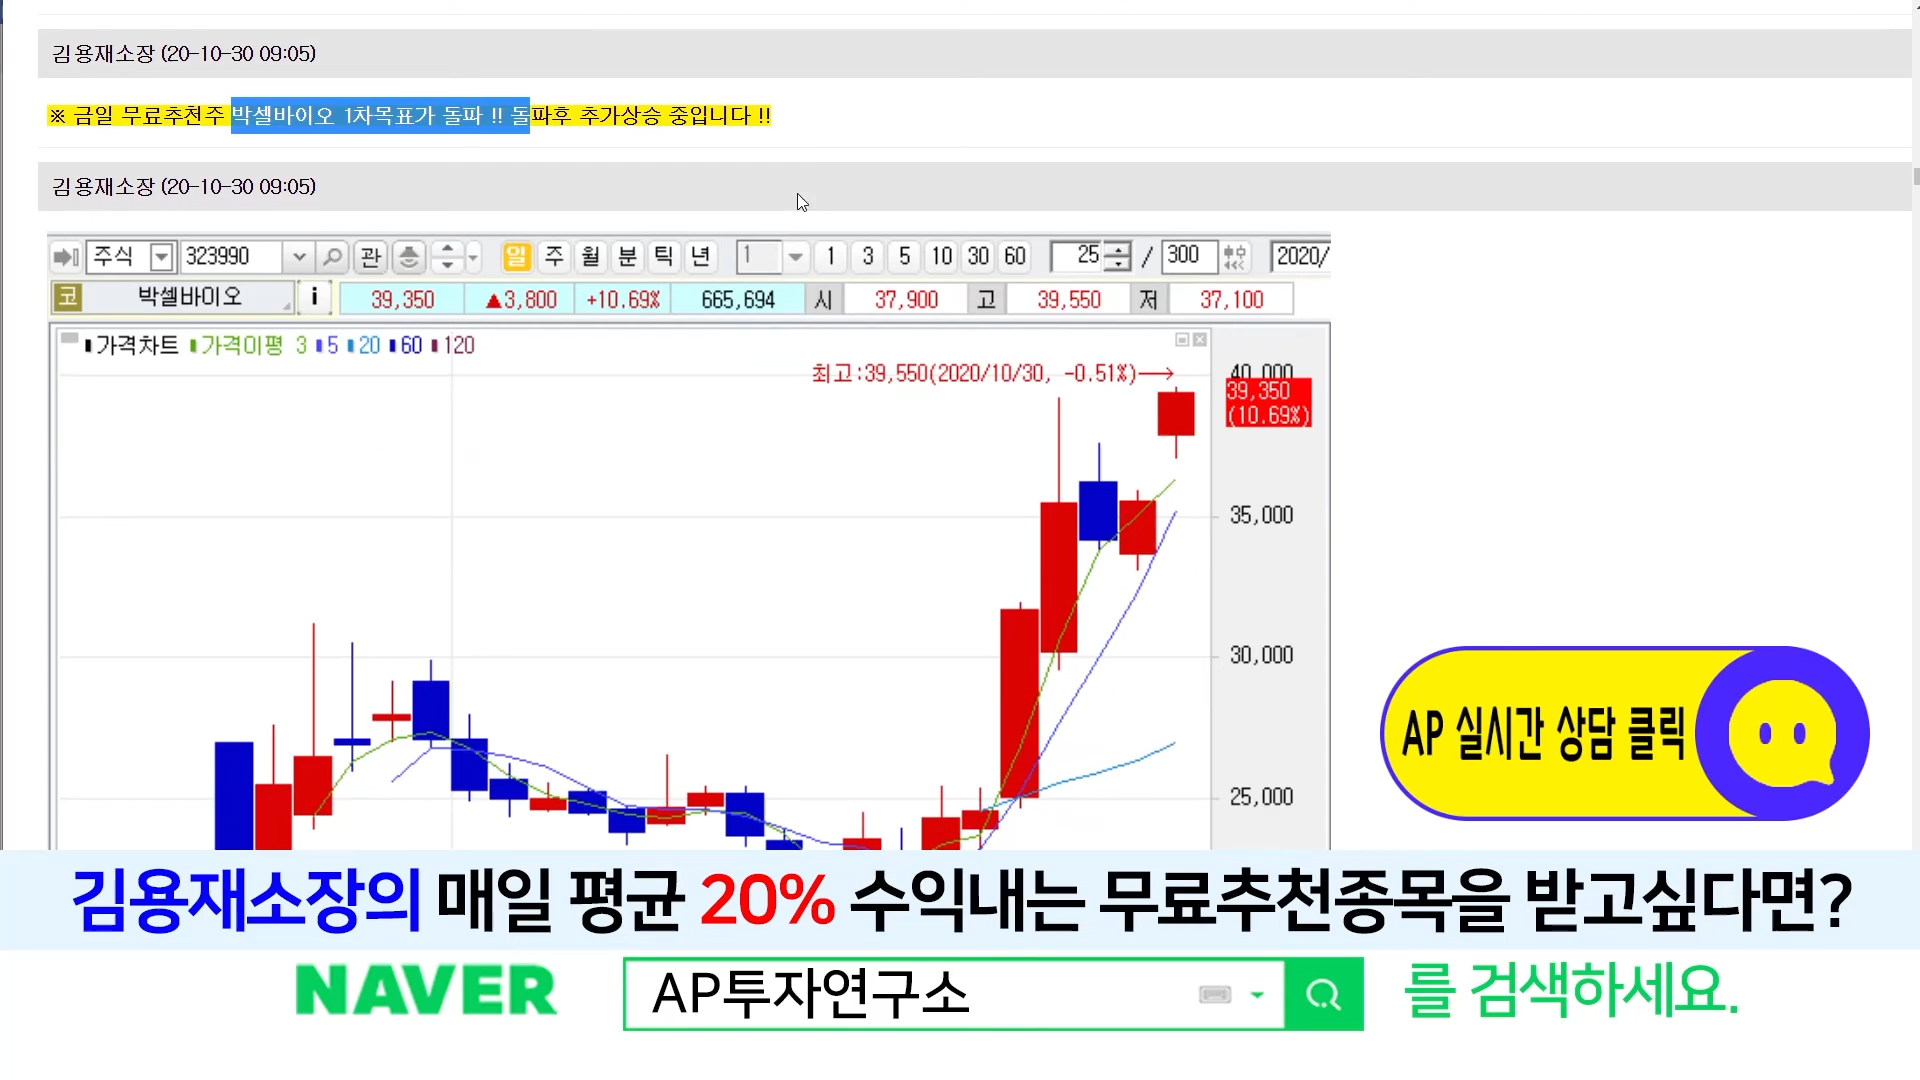 김용재소장 (20-10-30 09:05)
※ 금일 무료추천주 박셀바이오 1차목표가 돌파 !! 돌파후 추가상승 중입니다 !!
김용재소장 (20-10-30 09:05)
주식 323990 관 일 주 월 분 틱 년 1 1 3 5 10 30 60 25 / 300 2020/
코 박셀바이오 i 39,350 ▲3,800 +10.69% 665,694 시 37,900 고 39,550 저 37,100
가격차트 가격이평 3 5 20 60 120
최고:39,550(2020/10/30, -0.51%)→
40,000
39,350
(10.69%)
35,000
30,000
25,000
AP 실시간 상담 클릭
김용재소장의 매일 평균 20% 수익내는 무료추천종목을 받고싶다면?
NAVER AP투자연구소 를 검색하세요.